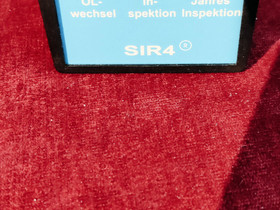 ÖL- In- Jahres
wechsel spektion Inspektion
SIR4 ®